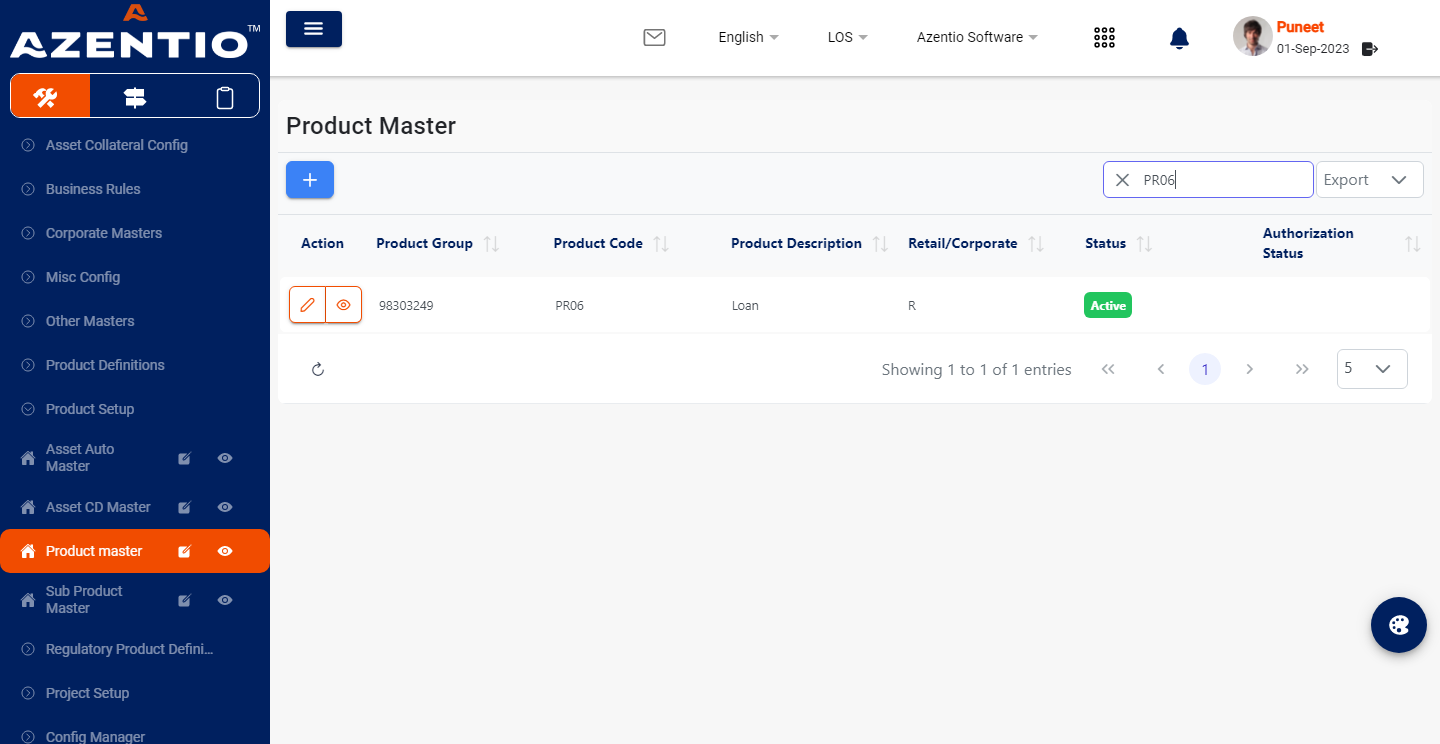 AZENTIO™
English
LOS
Azentio Software
Puneet
01-Sep-2023
Asset Collateral Config
Business Rules
Corporate Masters
Misc Config
Other Masters
Product Definitions
Product Setup
Asset Auto
Master
Asset CD Master
Product master
Sub Product
Master
Regulatory Product Defini...
Project Setup
Config Manager
Product Master
PR06
Export
Action Product Group Product Code Product Description Retail/Corporate Status Authorization
Status
98303249 PR06 Loan R Active
Showing 1 to 1 of 1 entries
1
5